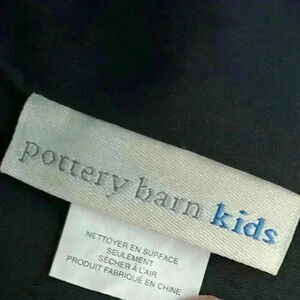 pottery barn kids
NETTOYER EN SURFACE
SEULEMENT
SÉCHER À L'AIR
PRODUIT FABRIQUÉ EN CHINE